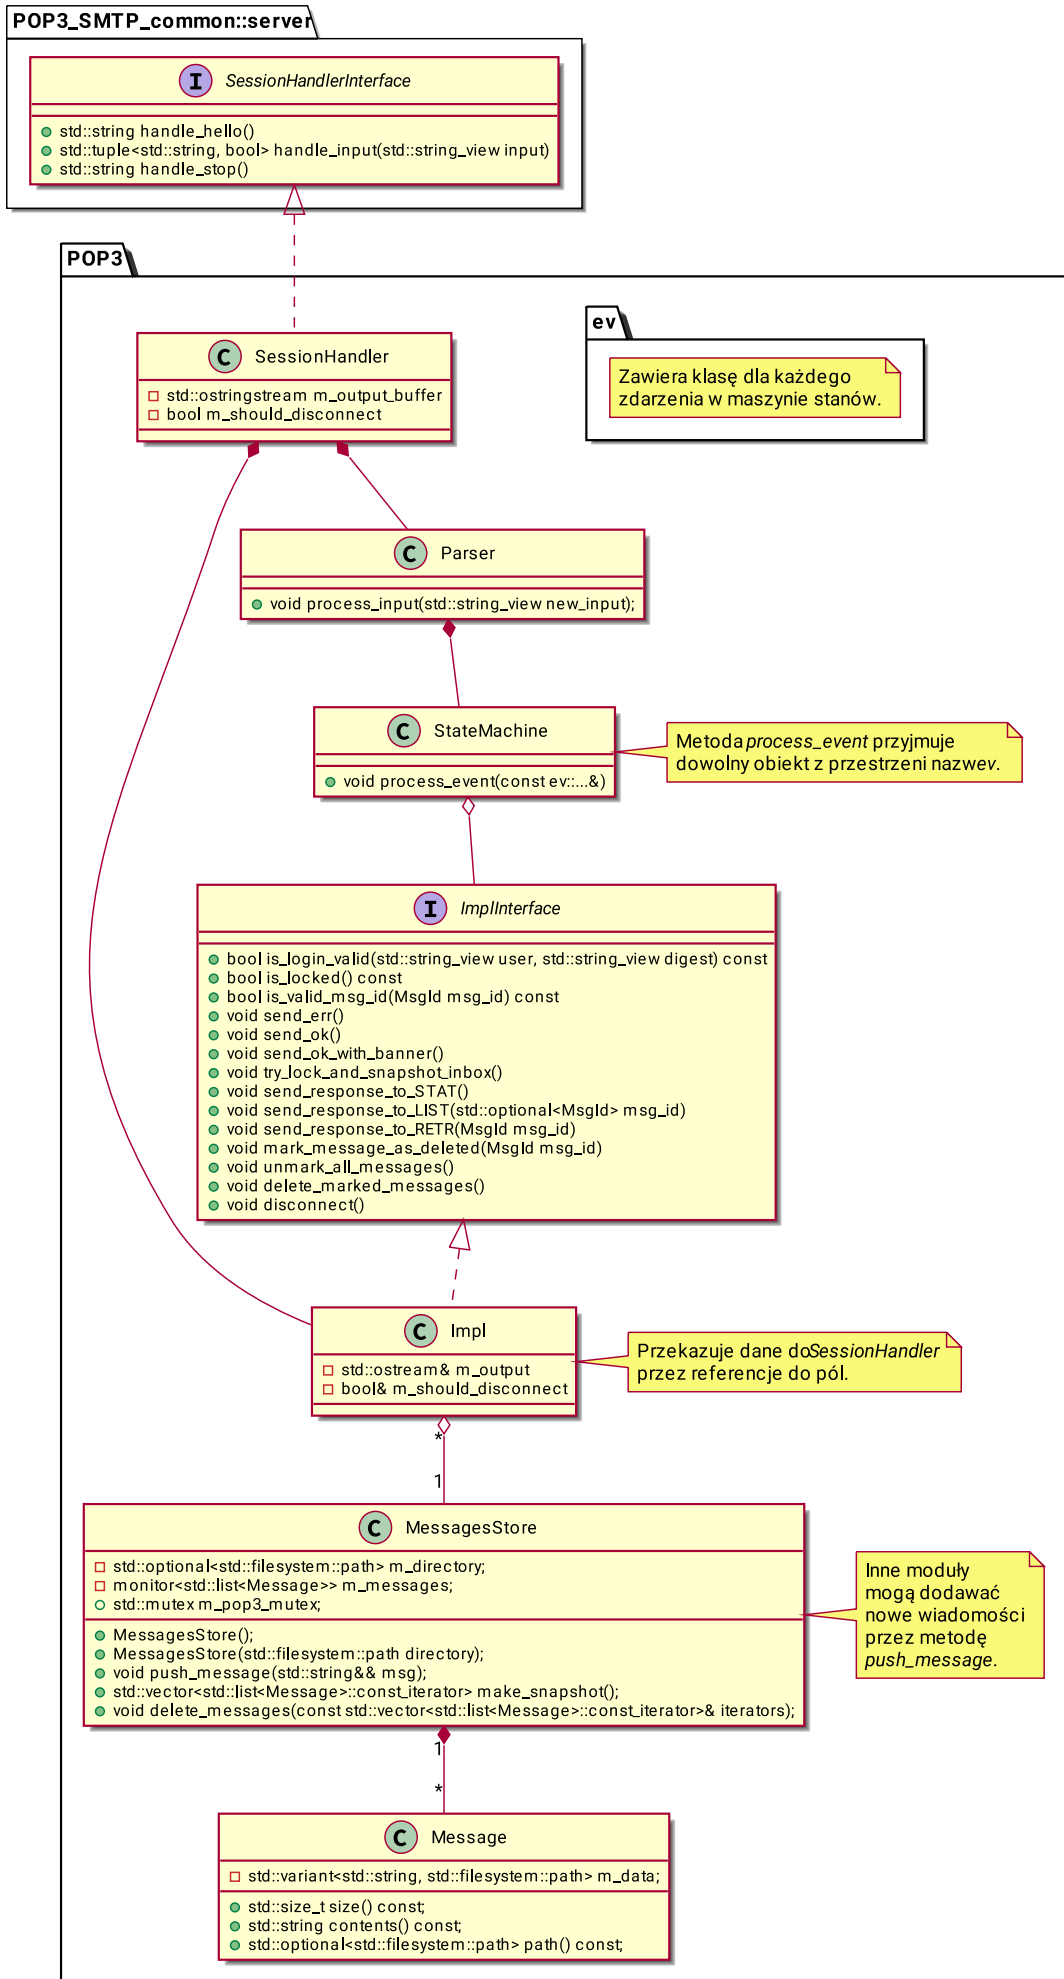 POP3_SMTP_common::server
I SessionHandlerInterface
std::string handle_hello()
std::tuple<std::string, bool> handle_input(std::string_view input)
std::string handle_stop()
POP3
C SessionHandler
std::ostringstream m_output_buffer
bool m_should_disconnect
ev
Zawiera klasę dla każdego
zdarzenia w maszynie stanów.
C Parser
void process_input(std::string_view new_input);
C StateMachine
void process_event(const ev::...&)
Metoda process_event przyjmuje
dowolny obiekt z przestrzeni nazw ev.
I ImplInterface
bool is_login_valid(std::string_view user, std::string_view digest) const
bool is_locked() const
bool is_valid_msg_id(MsgId msg_id) const
void send_err()
void send_ok()
void send_ok_with_banner()
void try_lock_and_snapshot_inbox()
void send_response_to_STAT()
void send_response_to_LIST(std::optional<MsgId> msg_id)
void send_response_to_RETR(MsgId msg_id)
void mark_message_as_deleted(MsgId msg_id)
void unmark_all_messages()
void delete_marked_messages()
void disconnect()
C Impl
std::ostream& m_output
bool& m_should_disconnect
Przekazuje dane do SessionHandler
przez referencje do pól.
*
1
C MessagesStore
std::optional<std::filesystem::path> m_directory;
monitor<std::list<Message>> m_messages;
std::mutex m_pop3_mutex;
MessagesStore();
MessagesStore(std::filesystem::path directory);
void push_message(std::string&& msg);
std::vector<std::list<Message>::const_iterator> make_snapshot();
void delete_messages(const std::vector<std::list<Message>::const_iterator>& iterators);
Inne moduły
mogą dodawać
nowe wiadomości
przez metodę
push_message.
1
*
C Message
std::variant<std::string, std::filesystem::path> m_data;
std::size_t size() const;
std::string contents() const;
std::optional<std::filesystem::path> path() const;